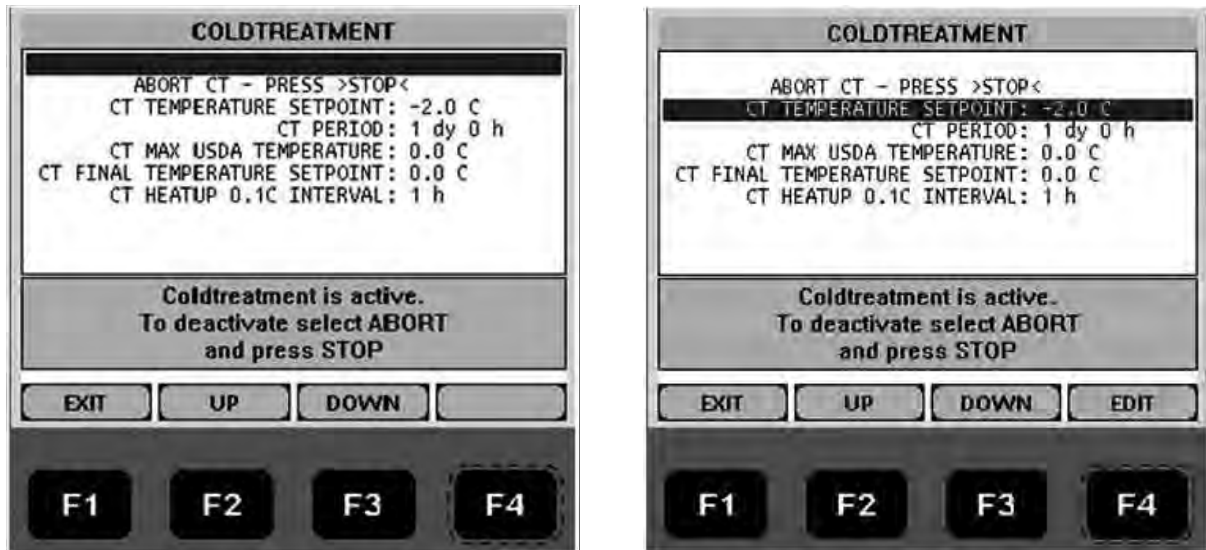 COLDTREATMENT
ABORT CT - PRESS >STOP<
CT TEMPERATURE SETPOINT: -2.0 C
CT PERIOD: 1 dy 0 h
CT MAX USDA TEMPERATURE: 0.0 C
CT FINAL TEMPERATURE SETPOINT: 0.0 C
CT HEATUP 0.1C INTERVAL: 1 h
Coldtreatment is active.
To deactivate select ABORT
and press STOP
EXIT UP DOWN
F1 F2 F3 F4
COLDTREATMENT
ABORT CT - PRESS >STOP<
CT TEMPERATURE SETPOINT: -2.0 C
CT PERIOD: 1 dy 0 h
CT MAX USDA TEMPERATURE: 0.0 C
CT FINAL TEMPERATURE SETPOINT: 0.0 C
CT HEATUP 0.1C INTERVAL: 1 h
Coldtreatment is active.
To deactivate select ABORT
and press STOP
EXIT UP DOWN EDIT
F1 F2 F3 F4